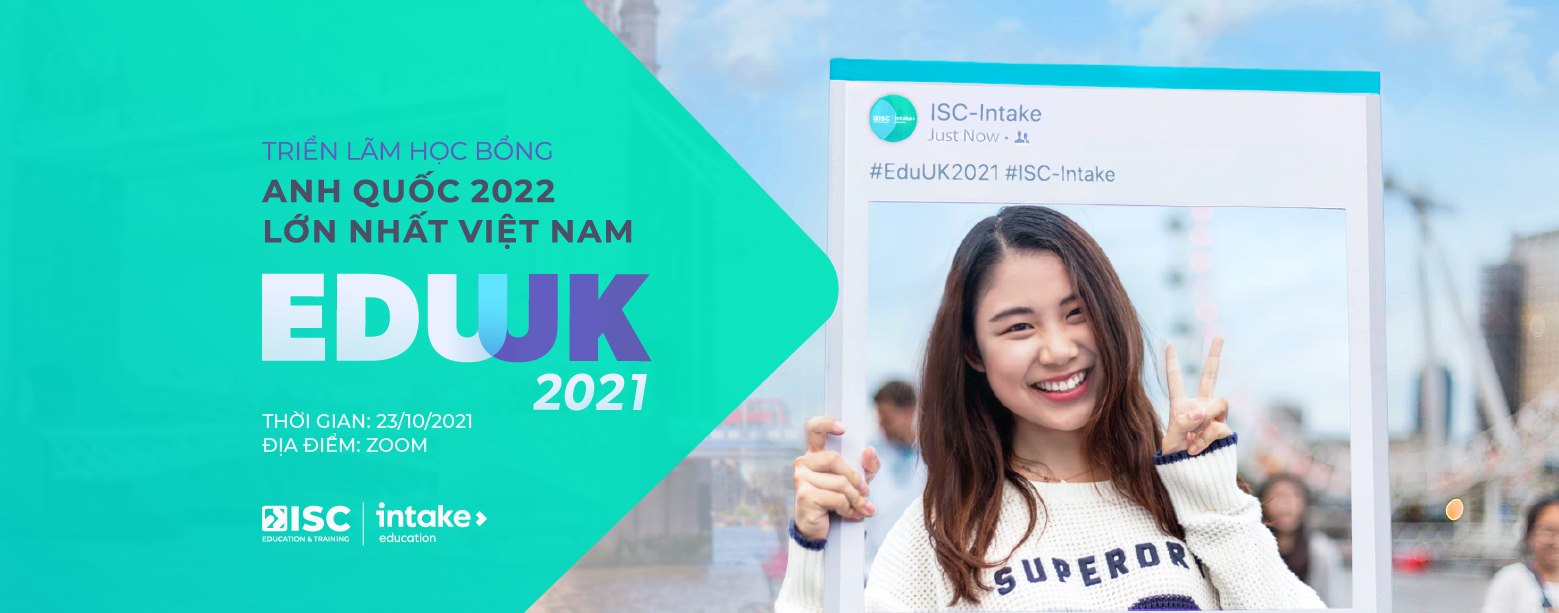 TRIỂN LÃM HỌC BỔNG
ANH QUỐC 2022
LỚN NHẤT VIỆT NAM
EDUUK
2021
THỜI GIAN: 23/10/2021
ĐỊA ĐIỂM: ZOOM
ISC
EDUCATION & TRAINING
intake
education
ISC-Intake
Just Now
#EduUK2021 #ISC-Intake
SUPERDR